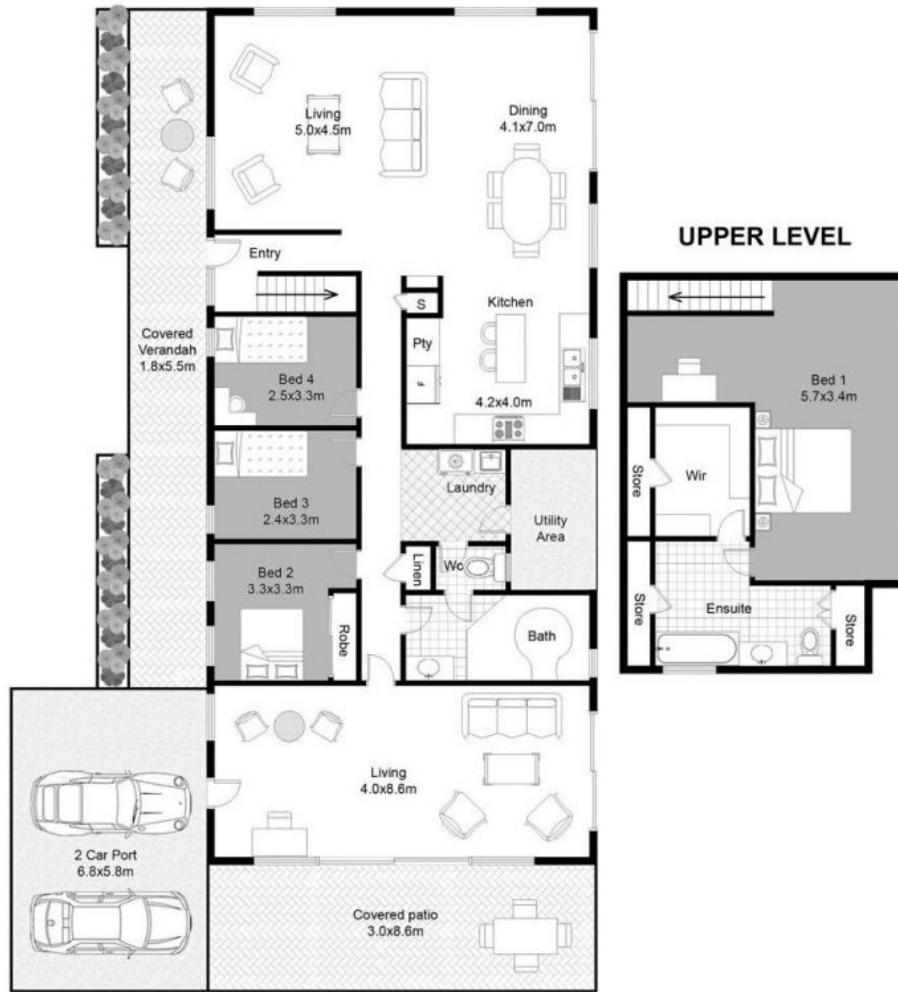 Living
5.0x4.5m
Dining
4.1x7.0m
Entry
UPPER LEVEL
S
Kitchen
Pty
F
4.2x4.0m
Covered
Verandah
1.8x5.5m
Bed 4
2.5x3.3m
Bed 1
5.7x3.4m
Bed 3
2.4x3.3m
Laundry
Utility
Area
Store
Wir
Bed 2
3.3x3.3m
Robe
Linen
Wc
Bath
Store
Ensuite
Store
Living
4.0x8.6m
2 Car Port
6.8x5.8m
Covered patio
3.0x8.6m